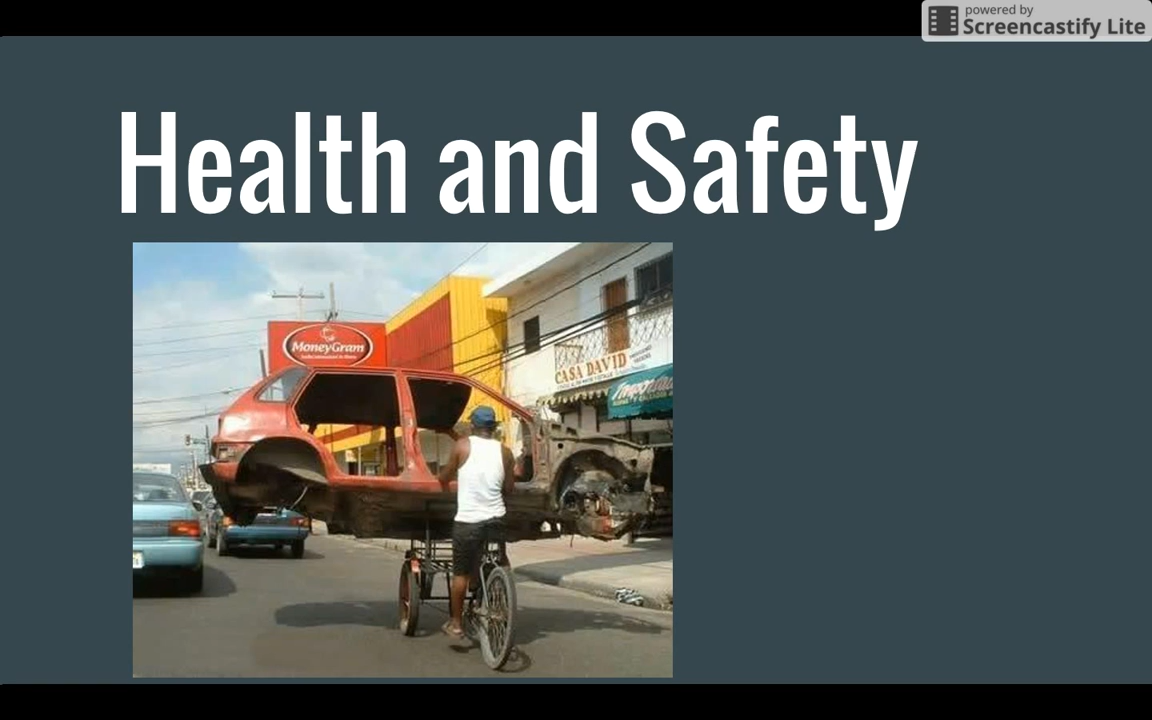 powered by
Screencastify Lite
Health and Safety
MoneyGram
CASA DAVID